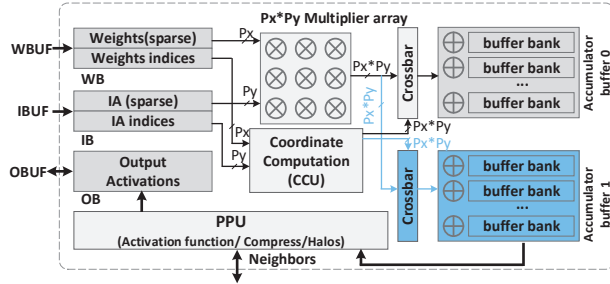 Px*Py Multiplier array
WBUF
Weights(sparse)
Weights indices
WB
Px
IBUF
IA (sparse)
IA indices
IB
Py
Px
Py
OBUF
Output
Activations
OB
Coordinate
Computation
(CCU)
Px*Py
Px*Py
Crossbar
Px*Py
Px*Py
Crossbar
buffer bank
buffer bank
...
buffer bank
Accumulator
buffer 0
buffer bank
buffer bank
...
buffer bank
Accumulator
buffer 1
PPU
(Activation function/ Compress/Halos)
Neighbors